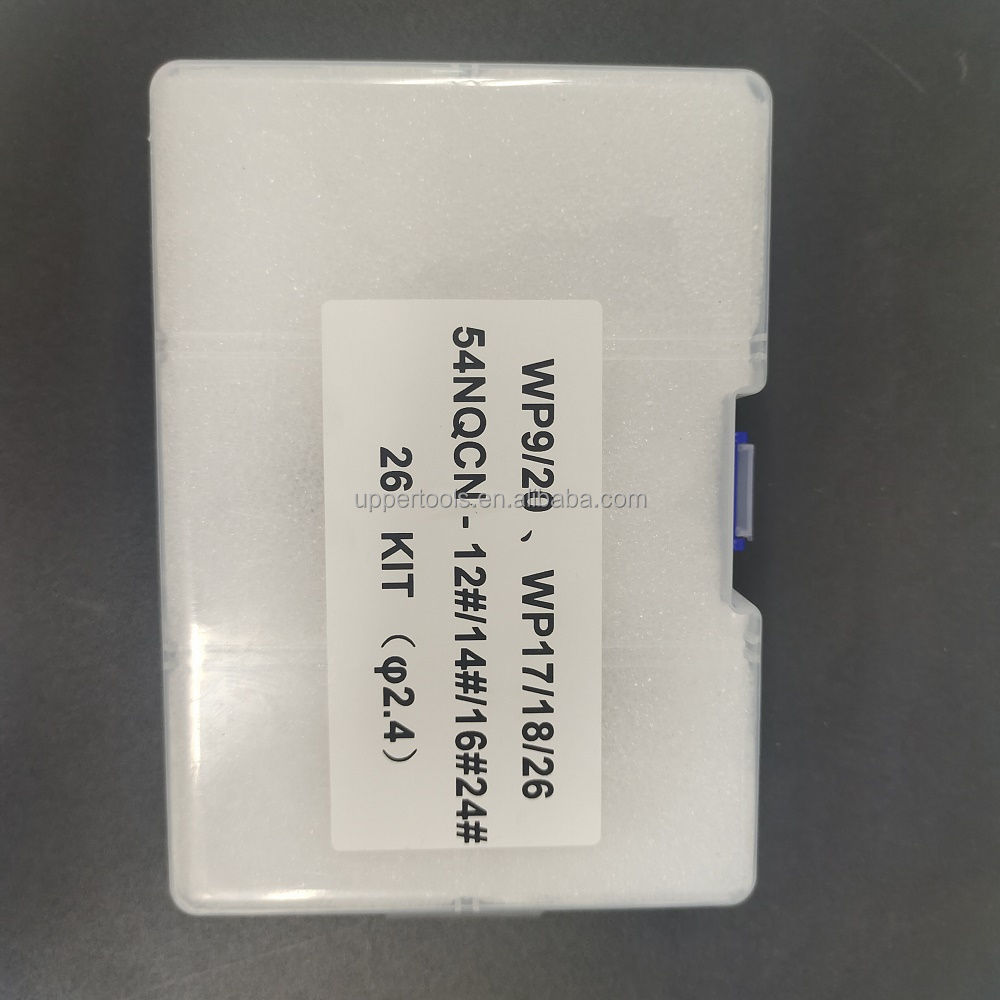 WP9/20、WP17/18/26
54NQCN - 12#/14#/16#24#
26 KIT（φ2.4）
uppertools.en.alibaba.com